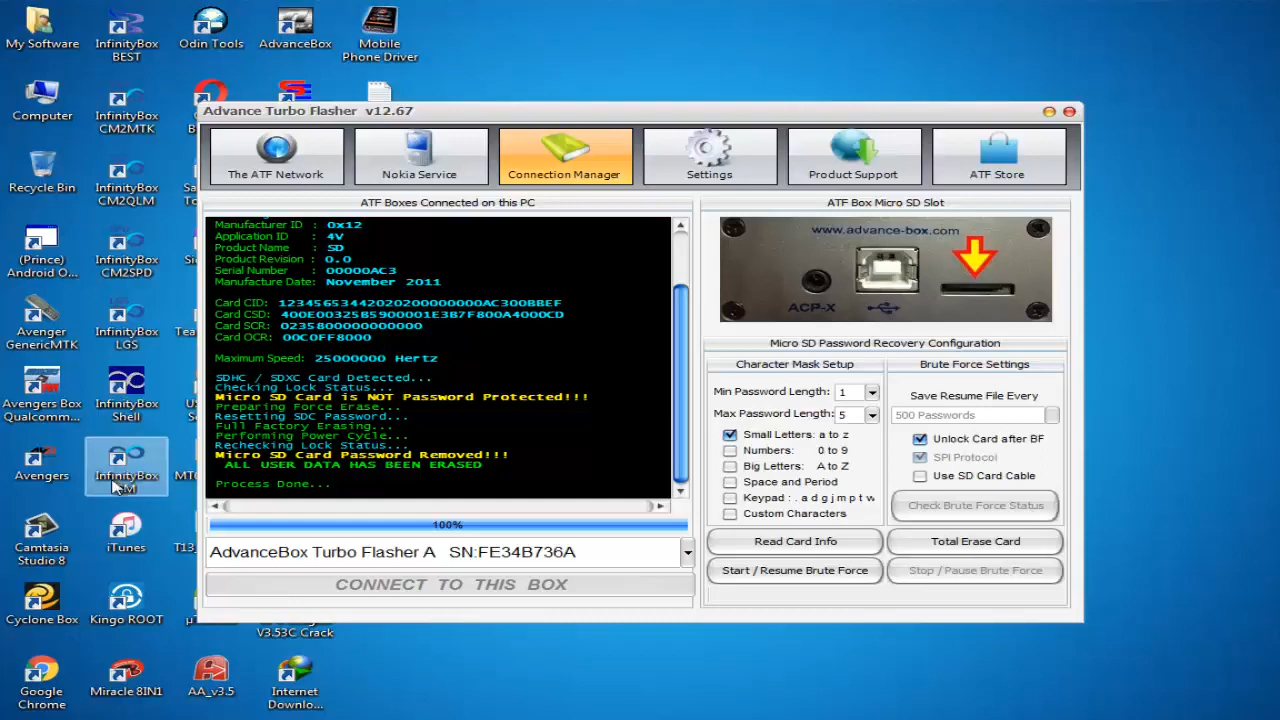 My Software
InfinityBox
BEST
Odin Tools
AdvanceBox
Mobile
Phone Driver
Computer
InfinityBox
CM2MTK
Recycle Bin
InfinityBox
CM2QLM
(Prince)
Android O...
InfinityBox
CM2SPD
Avenger
GenericMTK
InfinityBox
LGS
Avengers Box
Qualcomm...
InfinityBox
Shell
Avengers
InfinityBox
Camtasia
Studio 8
iTunes
Cyclone Box
Kingo ROOT
V3.53C Crack
Google
Chrome
Miracle 8IN1
AA_v3.5
Internet
Downlo...
Advance Turbo Flasher v12.67
The ATF Network
Nokia Service
Connection Manager
Settings
Product Support
ATF Store
ATF Boxes Connected on this PC
Manufacturer ID : 0x12
Application ID : 4V
Product Name : SD
Product Revision : 0.0
Serial Number : 00000AC3
Manufacture Date: November 2011
Card CID: 12345653442020200000000AC300BBEF
Card CSD: 400E00325B5900001E3B7F800A4000CD
Card SCR: 0235800000000000
Card OCR: 00C0FF8000
Maximum Speed: 25000000 Hertz
SDHC / SDXC Card Detected...
Checking Lock Status...
Micro SD Card is NOT Password Protected!!!
Preparing Force Erase...
Resetting SDC Password...
Full Factory Erasing...
Performing Power Cycle...
Rechecking Lock Status...
Micro SD Card Password Removed!!!
ALL USER DATA HAS BEEN ERASED
Process Done...
100%
AdvanceBox Turbo Flasher A SN:FE34B736A
CONNECT TO THIS BOX
ATF Box Micro SD Slot
www.advance-box.com
ACP-X
Micro SD Password Recovery Configuration
Character Mask Setup
Min Password Length: 1
Max Password Length: 5
Small Letters: a to z
Numbers: 0 to 9
Big Letters: A to Z
Space and Period
Keypad : . a d g j m p t w
Custom Characters
Brute Force Settings
Save Resume File Every
500 Passwords
Unlock Card after BF
SPI Protocol
Use SD Card Cable
Check Brute Force Status
Read Card Info
Total Erase Card
Start / Resume Brute Force
Stop / Pause Brute Force